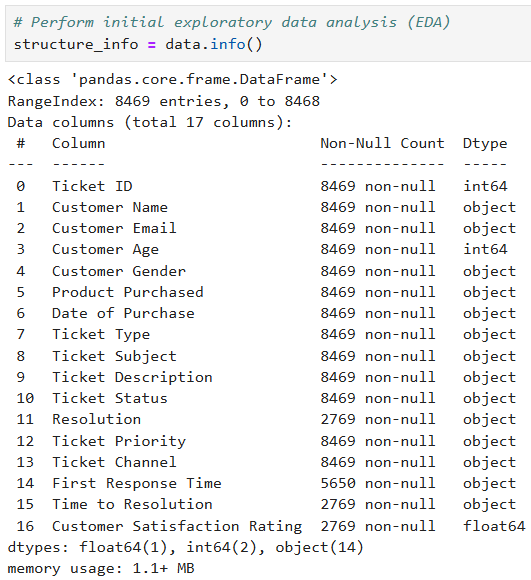 # Perform initial exploratory data analysis (EDA)
structure_info = data.info()
<class 'pandas.core.frame.DataFrame'>
RangeIndex: 8469 entries, 0 to 8468
Data columns (total 17 columns):
 #   Column                        Non-Null Count  Dtype
---  ------                        --------------  -----
 0   Ticket ID                     8469 non-null   int64
 1   Customer Name                 8469 non-null   object
 2   Customer Email                8469 non-null   object
 3   Customer Age                  8469 non-null   int64
 4   Customer Gender               8469 non-null   object
 5   Product Purchased             8469 non-null   object
 6   Date of Purchase              8469 non-null   object
 7   Ticket Type                   8469 non-null   object
 8   Ticket Subject                8469 non-null   object
 9   Ticket Description            8469 non-null   object
 10  Ticket Status                 8469 non-null   object
 11  Resolution                    2769 non-null   object
 12  Ticket Priority               8469 non-null   object
 13  Ticket Channel                8469 non-null   object
 14  First Response Time           5650 non-null   object
 15  Time to Resolution            2769 non-null   object
 16  Customer Satisfaction Rating  2769 non-null   float64
dtypes: float64(1), int64(2), object(14)
memory usage: 1.1+ MB